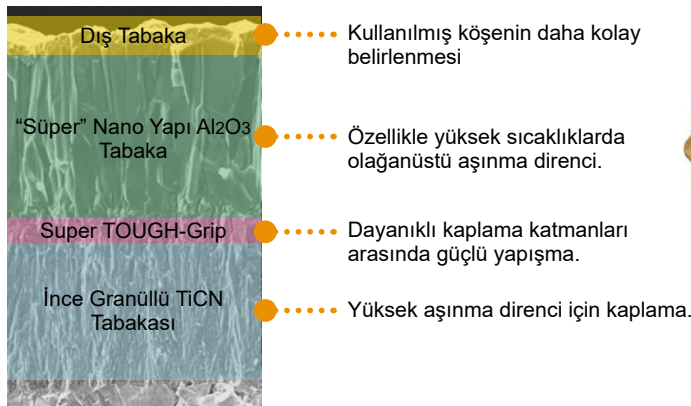 Dış Tabaka
Kullanılmış köşenin daha kolay
belirlenmesi
“Süper” Nano Yapı Al2O3
Tabaka
Özellikle yüksek sıcaklıklarda
olağanüstü aşınma direnci.
Super TOUGH-Grip
Dayanıklı kaplama katmanları
arasında güçlü yapışma.
İnce Granüllü TiCN
Tabakası
Yüksek aşınma direnci için kaplama.